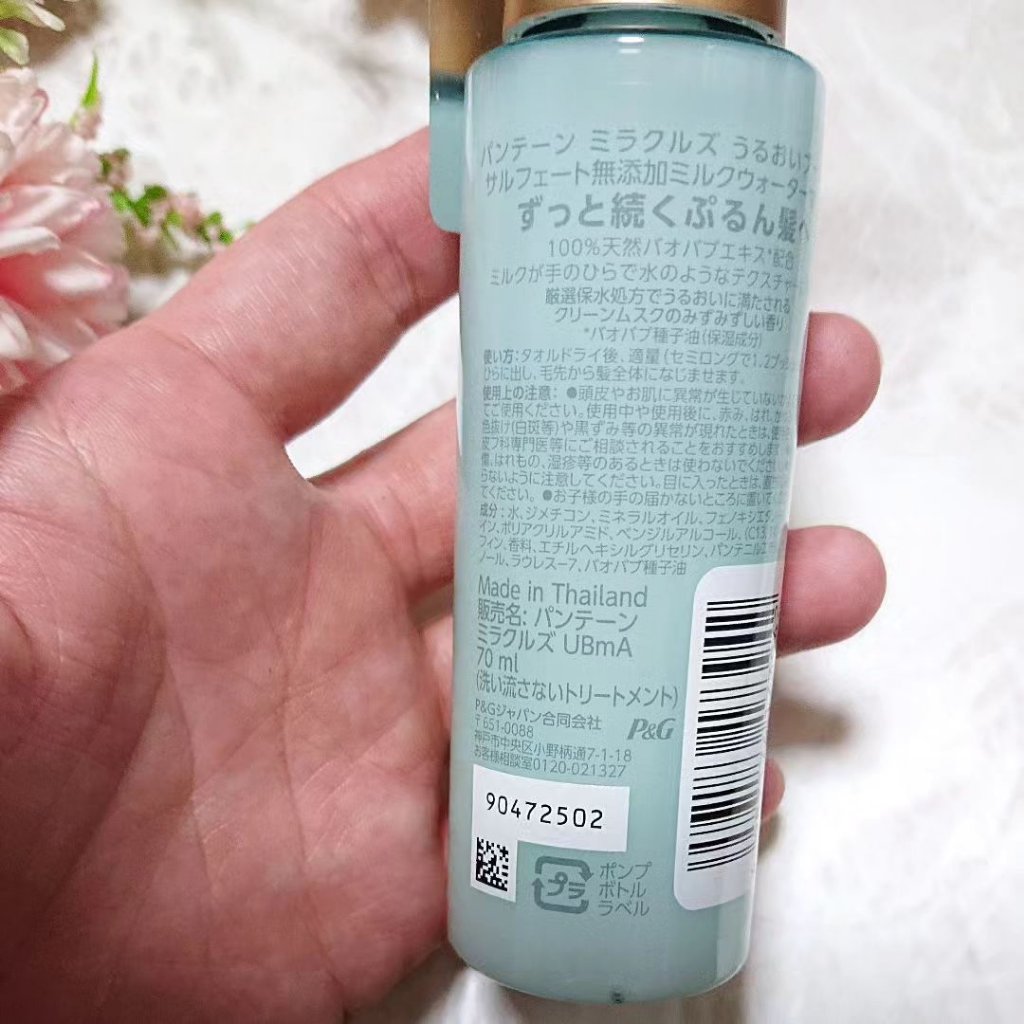 パンテーン ミラクルズ うるおい
サルフェート無添加ミルクウォーター
ずっと続くぷるん髪へ
100%天然バオバブエキス*配合
ミルクが手のひらで水のようなテクスチャー
厳選保水処方でうるおいに満たされる
クリーンムスクのみずみずしい香り
*バオバブ種子油(保湿成分)
使い方:タオルドライ後、適量(セミロングで1、2プッ
ひらに出し、毛先から髪全体になじませます。
使用上の注意: ●頭皮やお肌に異常が生じていないか
てご使用ください。使用中や使用後に、赤み、はれ、か
色抜け(白斑等)や黒ずみ等の異常が現れたときは、使
皮フ科専門医等にご相談されることをおすすめします
傷、はれもの、湿疹等のあるときは使わないでくださ
らないように注意してください。目に入ったときは、直ち
てください。 ●お子様の手の届かないところに置いて
成分:水、ジメチコン、ミネラルオイル、フェノキシエタ
イン、ポリアクリルアミド、ベンジルアルコール、(C13,
フィン、香料、エチルヘキシルグリセリン、パンテニルエ
ノール、ラウレス-7、バオバブ種子油
Made in Thailand
販売名: パンテーン
ミラクルズ UBmA
70 ml
(洗い流さないトリートメント)
P&Gジャパン合同会社
〒651-0088
神戸市中央区小野柄通7-1-18
お客様相談室0120-021327
P&G
90472502
プラ
ポンプ
ボトル
ラベル